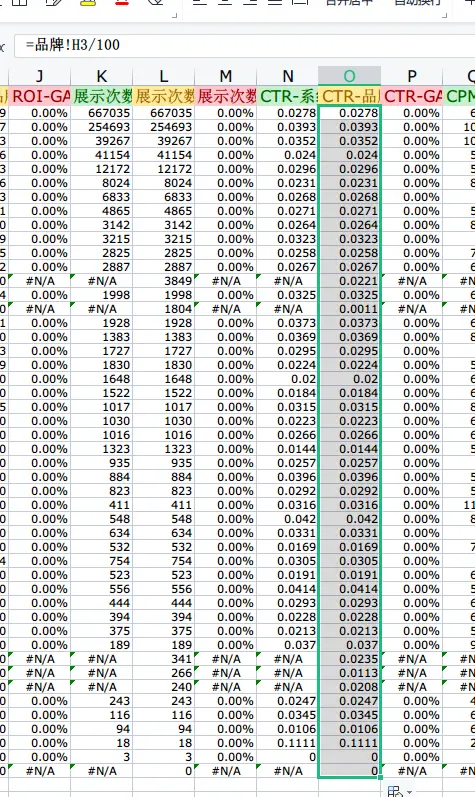 fx =品牌!H3/100
J K L M N O P
ROI-GA 展示次数 展示次数 展示次数 CTR-系 CTR-品 CTR-GA CPM
0.00% 667035 667035 0.00% 0.0278 0.0278 0.00%
0.00% 254693 254693 0.00% 0.0393 0.0393 0.00%
0.00% 39267 39267 0.00% 0.0352 0.0352 0.00%
0.00% 41154 41154 0.00% 0.024 0.024 0.00%
0.00% 12172 12172 0.00% 0.0296 0.0296 0.00%
0.00% 8024 8024 0.00% 0.0231 0.0231 0.00%
0.00% 6833 6833 0.00% 0.0268 0.0268 0.00%
0.00% 4865 4865 0.00% 0.0271 0.0271 0.00%
0.00% 3142 3142 0.00% 0.0264 0.0264 0.00%
0.00% 3215 3215 0.00% 0.0323 0.0323 0.00%
0.00% 2825 2825 0.00% 0.0258 0.0258 0.00%
0.00% 2887 2887 0.00% 0.0267 0.0267 0.00%
#N/A #N/A 3849 #N/A #N/A 0.0221 #N/A
0.00% 1998 1998 0.00% 0.0325 0.0325 0.00%
#N/A #N/A 1804 #N/A #N/A 0.0011 #N/A
0.00% 1928 1928 0.00% 0.0373 0.0373 0.00%
0.00% 1383 1383 0.00% 0.0369 0.0369 0.00%
0.00% 1727 1727 0.00% 0.0295 0.0295 0.00%
0.00% 1830 1830 0.00% 0.0224 0.0224 0.00%
0.00% 1648 1648 0.00% 0.02 0.02 0.00%
0.00% 1522 1522 0.00% 0.0184 0.0184 0.00%
0.00% 1017 1017 0.00% 0.0315 0.0315 0.00%
0.00% 1030 1030 0.00% 0.0223 0.0223 0.00%
0.00% 1016 1016 0.00% 0.0266 0.0266 0.00%
0.00% 1323 1323 0.00% 0.0144 0.0144 0.00%
0.00% 935 935 0.00% 0.0257 0.0257 0.00%
0.00% 884 884 0.00% 0.0396 0.0396 0.00%
0.00% 823 823 0.00% 0.0292 0.0292 0.00%
0.00% 411 411 0.00% 0.0316 0.0316 0.00%
0.00% 548 548 0.00% 0.042 0.042 0.00%
0.00% 634 634 0.00% 0.0331 0.0331 0.00%
0.00% 532 532 0.00% 0.0169 0.0169 0.00%
0.00% 754 754 0.00% 0.0305 0.0305 0.00%
0.00% 523 523 0.00% 0.0191 0.0191 0.00%
0.00% 556 556 0.00% 0.0414 0.0414 0.00%
0.00% 444 444 0.00% 0.0293 0.0293 0.00%
0.00% 394 394 0.00% 0.0228 0.0228 0.00%
0.00% 375 375 0.00% 0.0213 0.0213 0.00%
0.00% 189 189 0.00% 0.037 0.037 0.00%
#N/A #N/A 341 #N/A #N/A 0.0235 #N/A
#N/A #N/A 266 #N/A #N/A 0.0113 #N/A
#N/A #N/A 240 #N/A #N/A 0.0208 #N/A
0.00% 243 243 0.00% 0.0247 0.0247 0.00%
0.00% 116 116 0.00% 0.0345 0.0345 0.00%
0.00% 94 94 0.00% 0.0106 0.0106 0.00%
0.00% 18 18 0.00% 0.1111 0.1111 0.00%
0.00% 3 3 0.00% 0 0 0.00%
#N/A #N/A 0 #N/A #N/A 0 #N/A